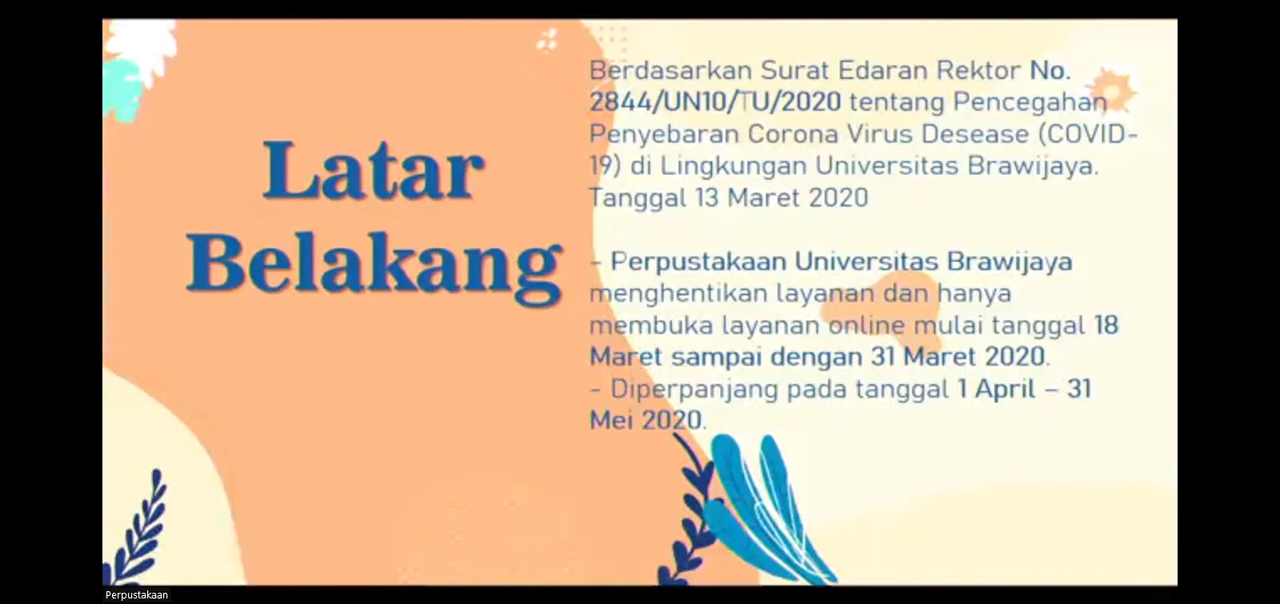 Latar
Belakang
Berdasarkan Surat Edaran Rektor No.
2844/UN10/TU/2020 tentang Pencegahan
Penyebaran Corona Virus Desease (COVID-
19) di Lingkungan Universitas Brawijaya.
Tanggal 13 Maret 2020
- Perpustakaan Universitas Brawijaya
menghentikan layanan dan hanya
membuka layanan online mulai tanggal 18
Maret sampai dengan 31 Maret 2020.
- Diperpanjang pada tanggal 1 April – 31
Mei 2020.
Perpustakaan